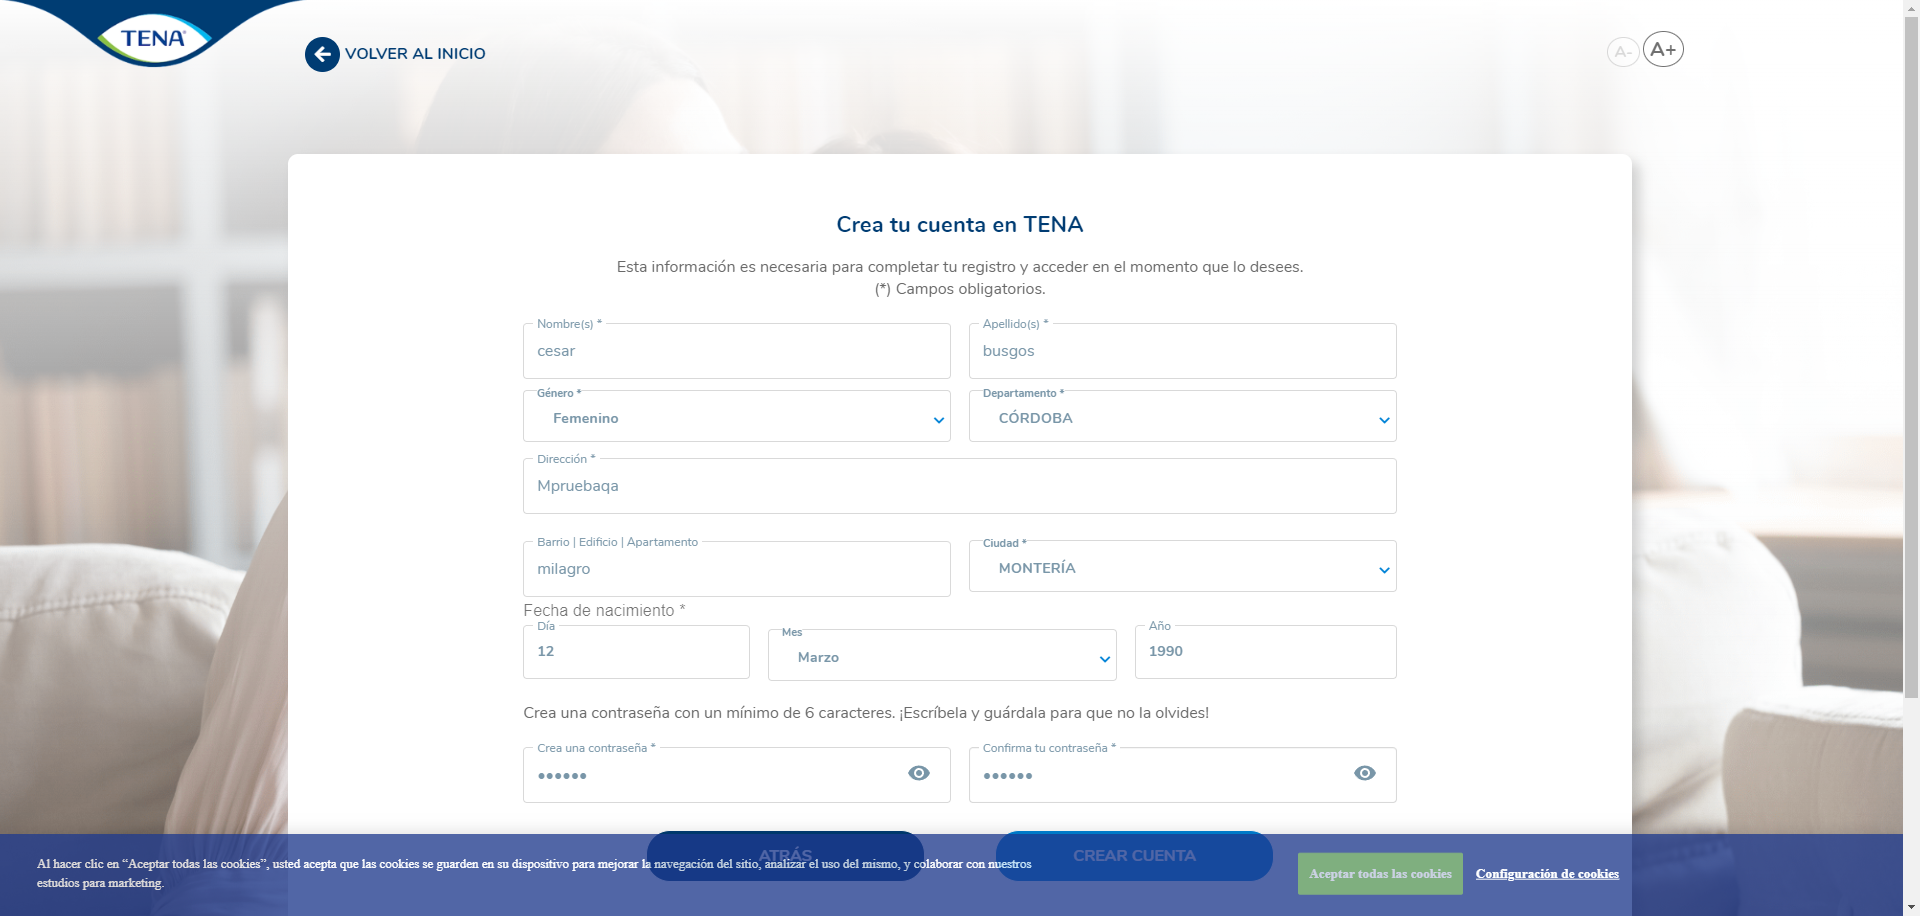 TENA
VOLVER AL INICIO
A-
A+
Crea tu cuenta en TENA
Esta información es necesaria para completar tu registro y acceder en el momento que lo desees.
(*) Campos obligatorios.
Nombre(s) *
cesar
Apellido(s) *
busgos
Género *
Femenino
Departamento *
CÓRDOBA
Dirección *
Mpruebaqa
Barrio | Edificio | Apartamento
milagro
Ciudad *
MONTERÍA
Fecha de nacimiento *
Día
12
Mes
Marzo
Año
1990
Crea una contraseña con un mínimo de 6 caracteres. ¡Escríbela y guárdala para que no la olvides!
Crea una contraseña *
••••••
Confirma tu contraseña *
••••••
ATRÁS
CREAR CUENTA
Al hacer clic en “Aceptar todas las cookies”, usted acepta que las cookies se guarden en su dispositivo para mejorar la navegación del sitio, analizar el uso del mismo, y colaborar con nuestros
estudios para marketing.
Aceptar todas las cookies
Configuración de cookies